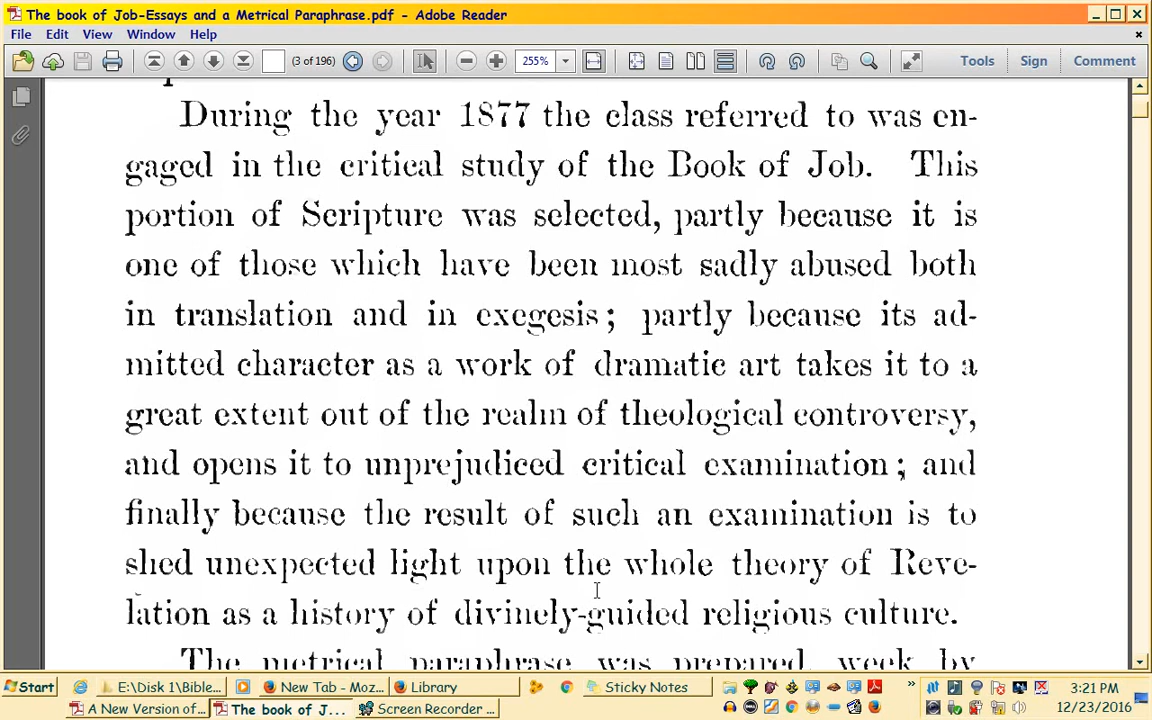 The book of Job-Essays and a Metrical Paraphrase.pdf - Adobe Reader
File Edit View Window Help
(3 of 196) 255% Tools Sign Comment
During the year 1877 the class referred to was en-
gaged in the critical study of the Book of Job. This
portion of Scripture was selected, partly because it is
one of those which have been most sadly abused both
in translation and in exegesis; partly because its ad-
mitted character as a work of dramatic art takes it to a
great extent out of the realm of theological controversy,
and opens it to unprejudiced critical examination; and
finally because the result of such an examination is to
shed unexpected light upon the whole theory of Reve-
lation as a history of divinely-guided religious culture.
The metrical paraphrase was prepared, week by
Start E:\Disk 1\Bible... New Tab - Moz... Library Sticky Notes » 3:21 PM
A New Version of... The book of J... Screen Recorder ... 12/23/2016